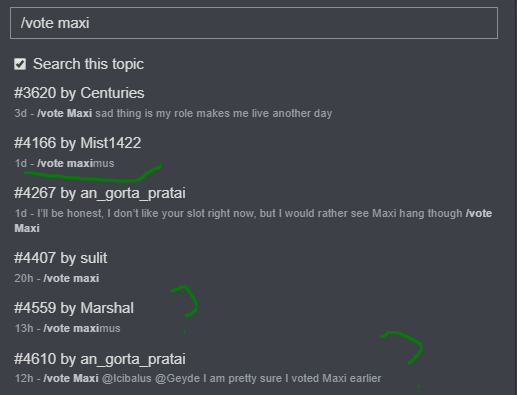 /vote maxi
Search this topic
#3620 by Centuries
3d - /vote Maxi sad thing is my role makes me live another day
#4166 by Mist1422
1d - /vote maximus
#4267 by an_gorta_pratai
1d - I'll be honest, I don't like your slot right now, but I would rather see Maxi hang though /vote
Maxi
#4407 by sulit
20h - /vote maxi
#4559 by Marshal
13h - /vote maximus
#4610 by an_gorta_pratai
12h - /vote Maxi @Icibalus @Geyde I am pretty sure I voted Maxi earlier